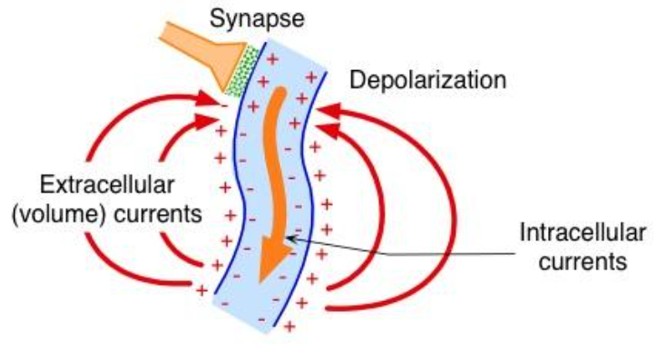 Synapse
Depolarization
Extracellular
(volume) currents
Intracellular
currents